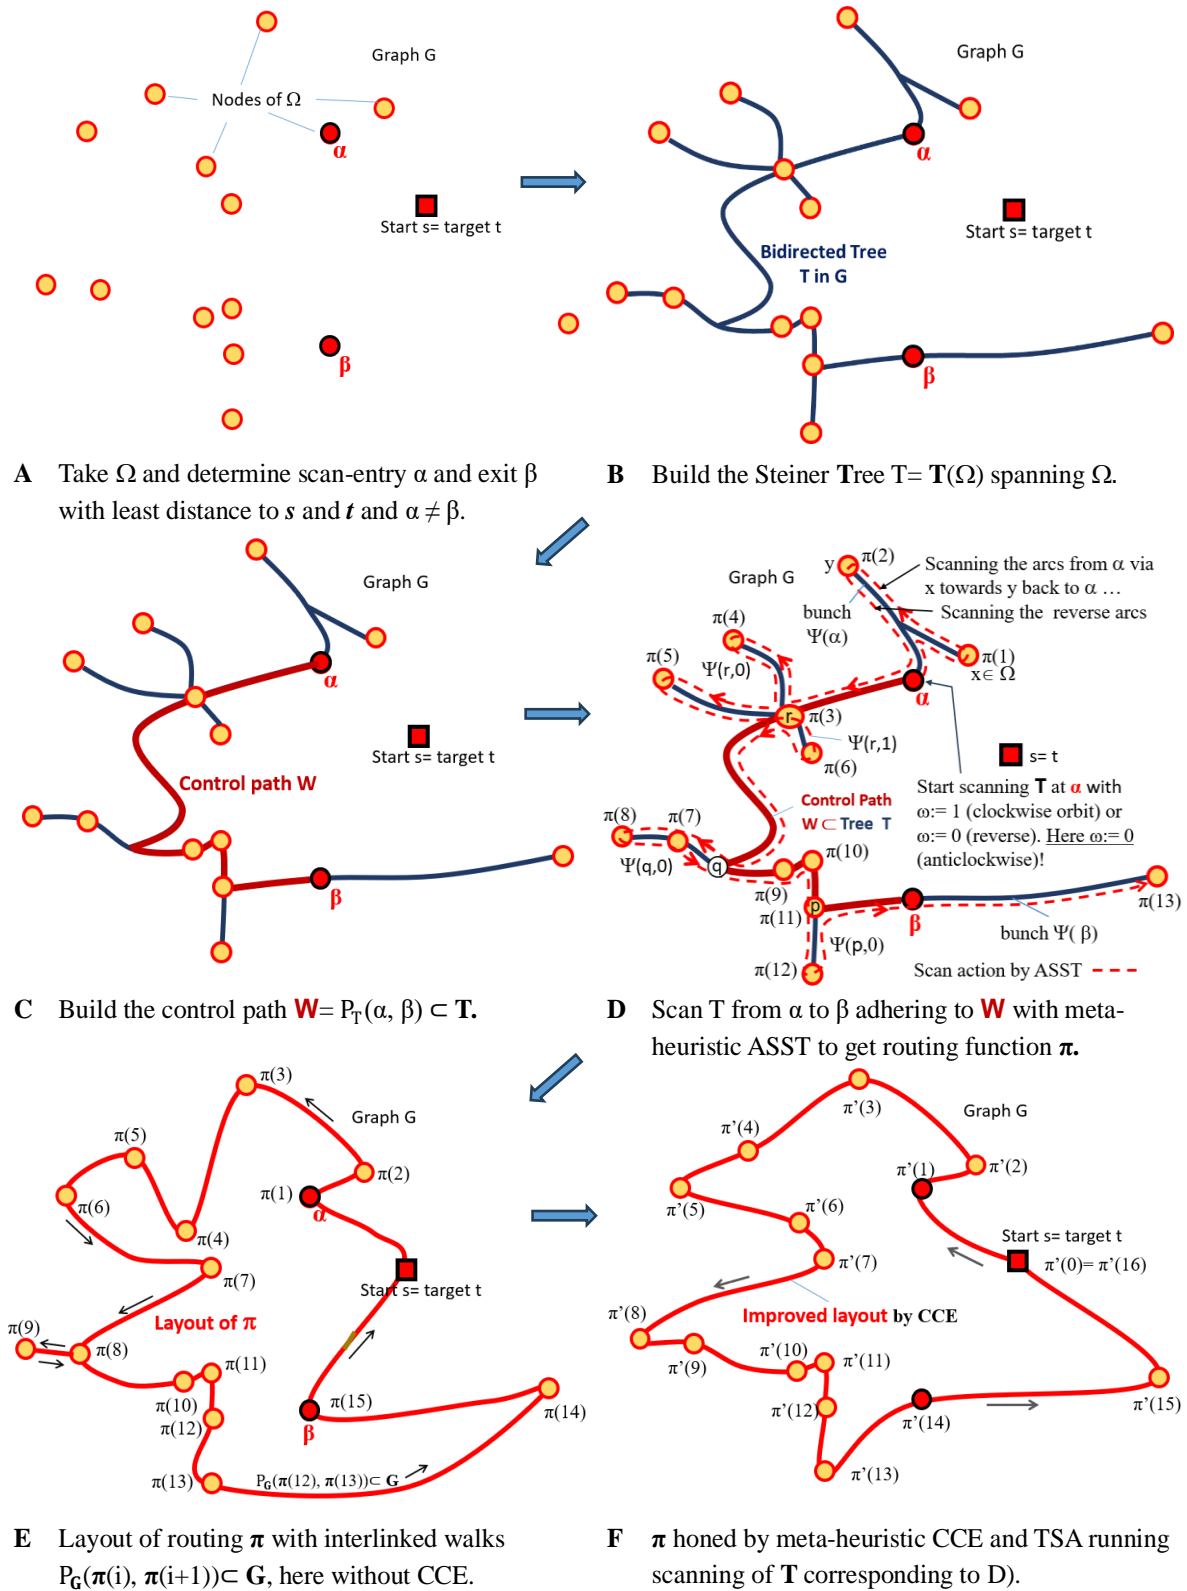 Graph G
Nodes of Ω
α
Start s= target t
β
A Take Ω and determine scan-entry α and exit β
with least distance to s and t and α ≠ β.
Graph G
α
Start s= target t
Bidirected Tree
T in G
β
B Build the Steiner Tree T= T(Ω) spanning Ω.
Graph G
α
Start s= target t
Control path W
β
C Build the control path W= P_T(α, β) ⊂ T.
Graph G
y
π(2)
Scanning the arcs from α via
x towards y back to α …
Scanning the reverse arcs
bunch
Ψ(α)
π(4)
π(5)
Ψ(r,0)
π(1)
x∈ Ω
α
r
π(3)
Ψ(r,1)
π(6)
s= t
Start scanning T at α with
ω:= 1 (clockwise orbit) or
ω:= 0 (reverse). Here ω:= 0
(anticlockwise)!
Control Path
W ⊂ Tree T
π(8)
π(7)
Ψ(q,0)
q
π(10)
π(9)
π(11)
p
β
π(13)
Ψ(p,0)
bunch Ψ( β)
π(12)
Scan action by ASST
D Scan T from α to β adhering to W with meta-
heuristic ASST to get routing function π.
π(3)
Graph G
π(5)
π(2)
π(1)
α
π(6)
π(4)
π(7)
Start s= target t
Layout of π
π(9)
π(8)
π(11)
π(10)
π(12)
π(15)
β
π(14)
π(13)
P_G(π(12), π(13))⊂ G
E Layout of routing π with interlinked walks
P_G(π(i), π(i+1))⊂ G, here without CCE.
π’(3)
Graph G
π’(4)
π’(1)
π’(2)
π’(5)
π’(6)
Start s= target t
π’(7)
π’(0)= π’(16)
π’(8)
Improved layout by CCE
π’(9)
π’(10)
π’(11)
π’(12)
π’(14)
π’(15)
π’(13)
F π honed by meta-heuristic CCE and TSA running
scanning of T corresponding to D).